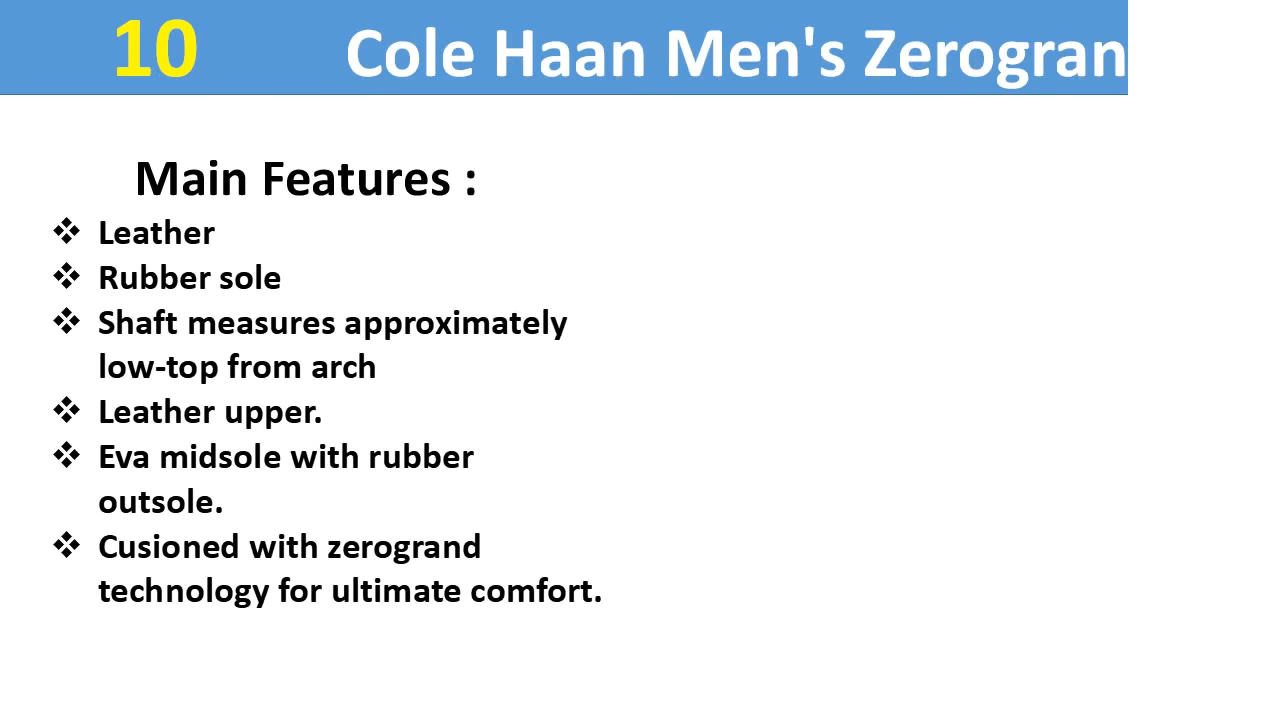 10 Cole Haan Men's Zerogran
Main Features :
❖ Leather
❖ Rubber sole
❖ Shaft measures approximately
low-top from arch
❖ Leather upper.
❖ Eva midsole with rubber
outsole.
❖ Cusioned with zerogrand
technology for ultimate comfort.